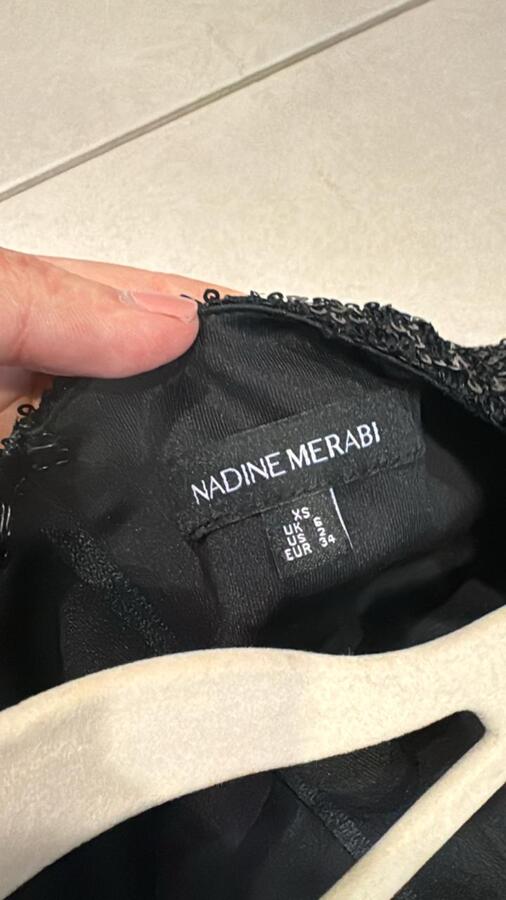 NADINE MERABI
XS
UK 6
US 2
EUR 34